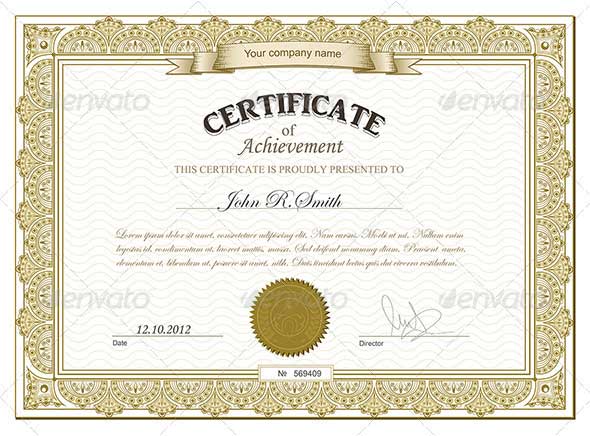 Your company name
CERTIFICATE
of
Achievement
THIS CERTIFICATE IS PROUDLY PRESENTED TO
John R.Smith
Lorem ipsum dolor sit amet, consectetuer adipiscing elit. Nam cursus. Morbi ut mi. Nullam enim
leo, egestas id, condimentum at, laoreet mattis, massa. Sed eleifend nonummy diam. Praesent
elementum et, bibendum at, posuere sit amet, nibh. Duis tincidunt lectus quis dui viverra vestibulum.
12.10.2012
Date
Director
№ 569409
envato
envato
envato
envato
envato
envato